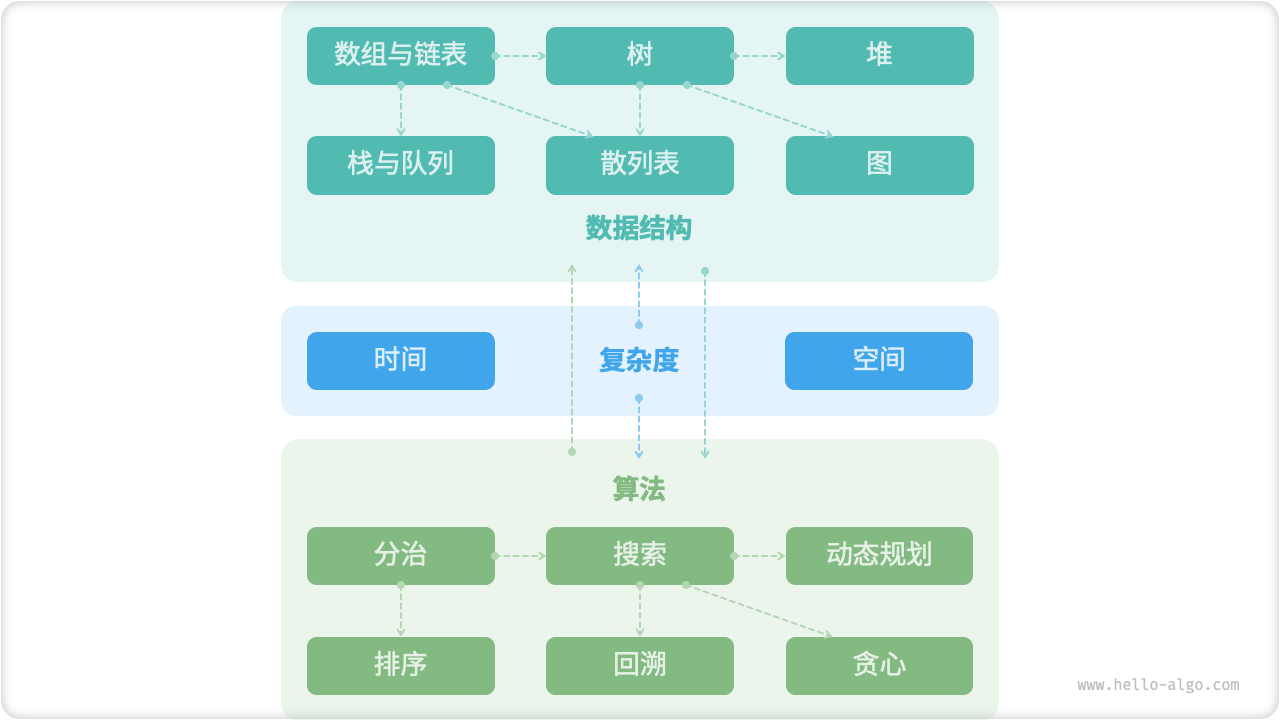 数组与链表
树
堆
栈与队列
散列表
图
数据结构
时间
复杂度
空间
算法
分治
搜索
动态规划
排序
回溯
贪心
www.hello-algo.com